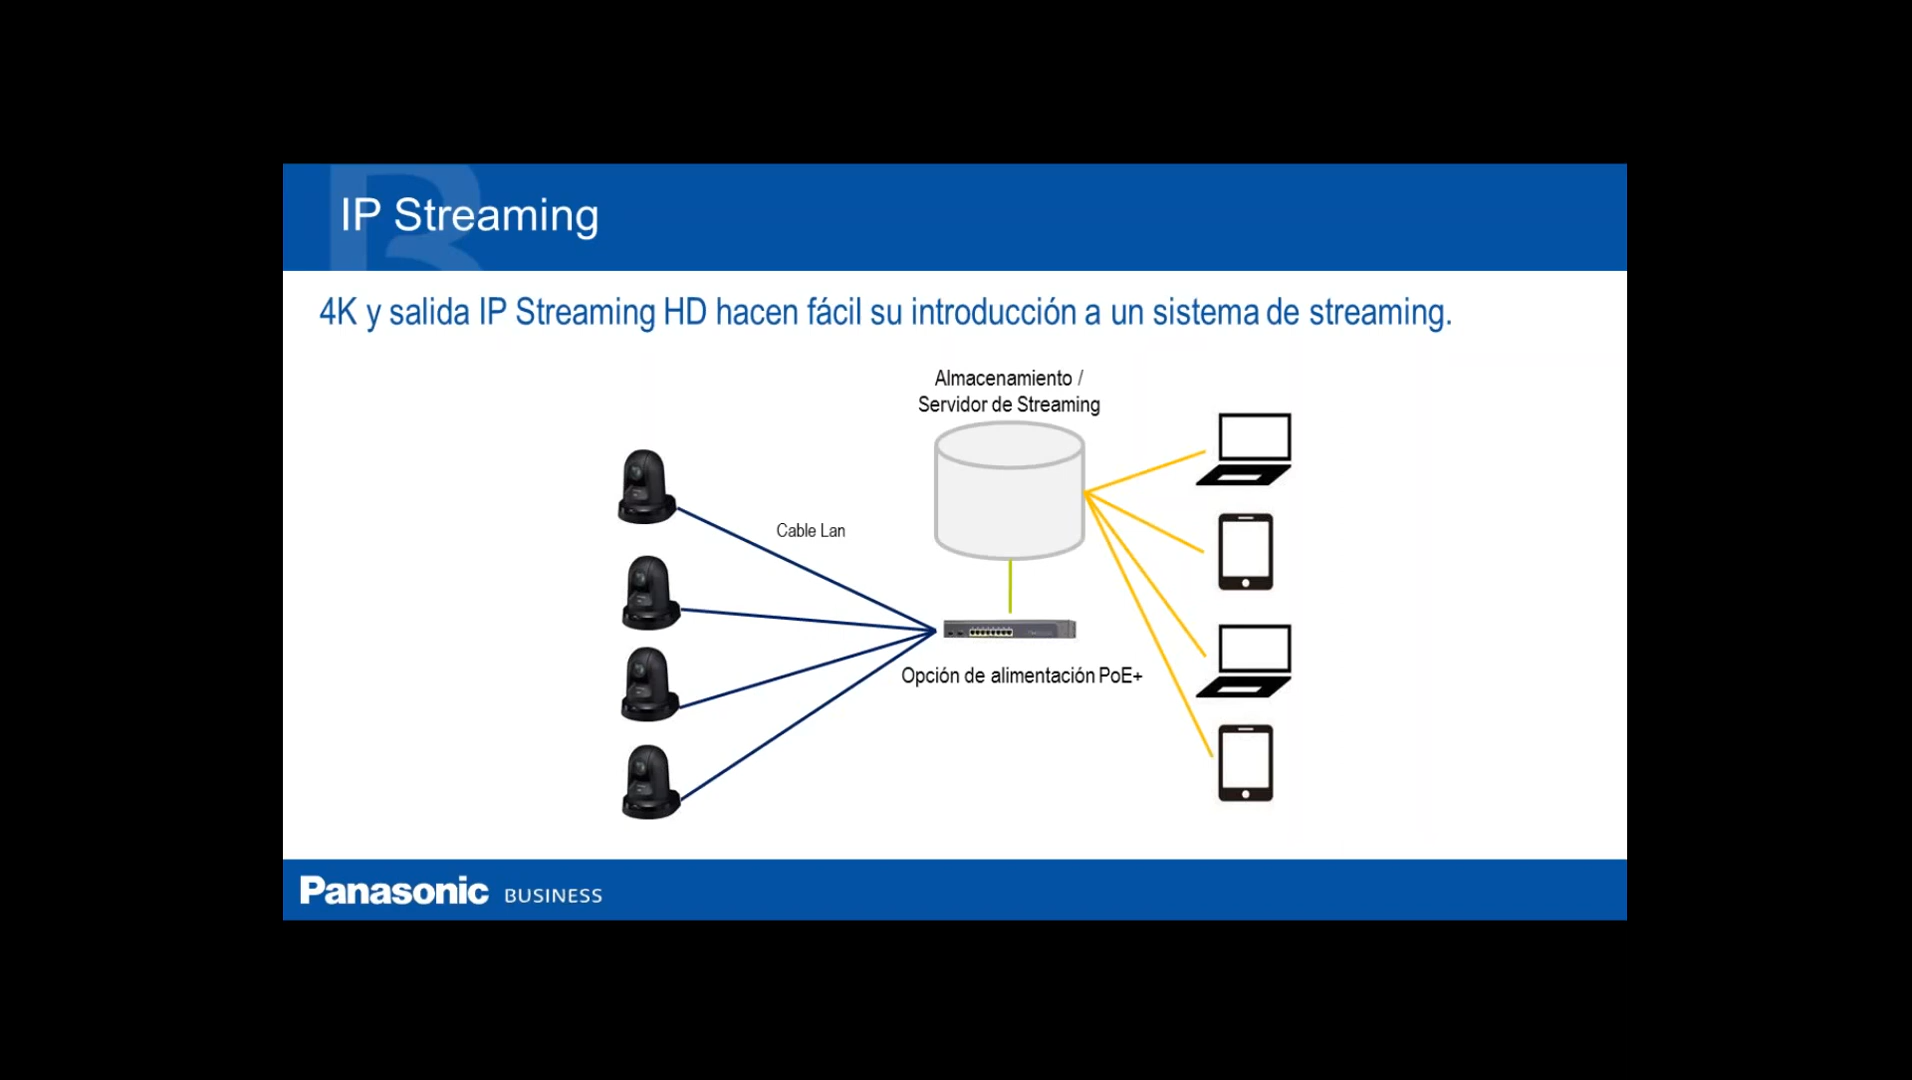 IP Streaming
4K y salida IP Streaming HD hacen fácil su introducción a un sistema de streaming.
Almacenamiento /
Servidor de Streaming
Cable Lan
Opción de alimentación PoE+
Panasonic BUSINESS